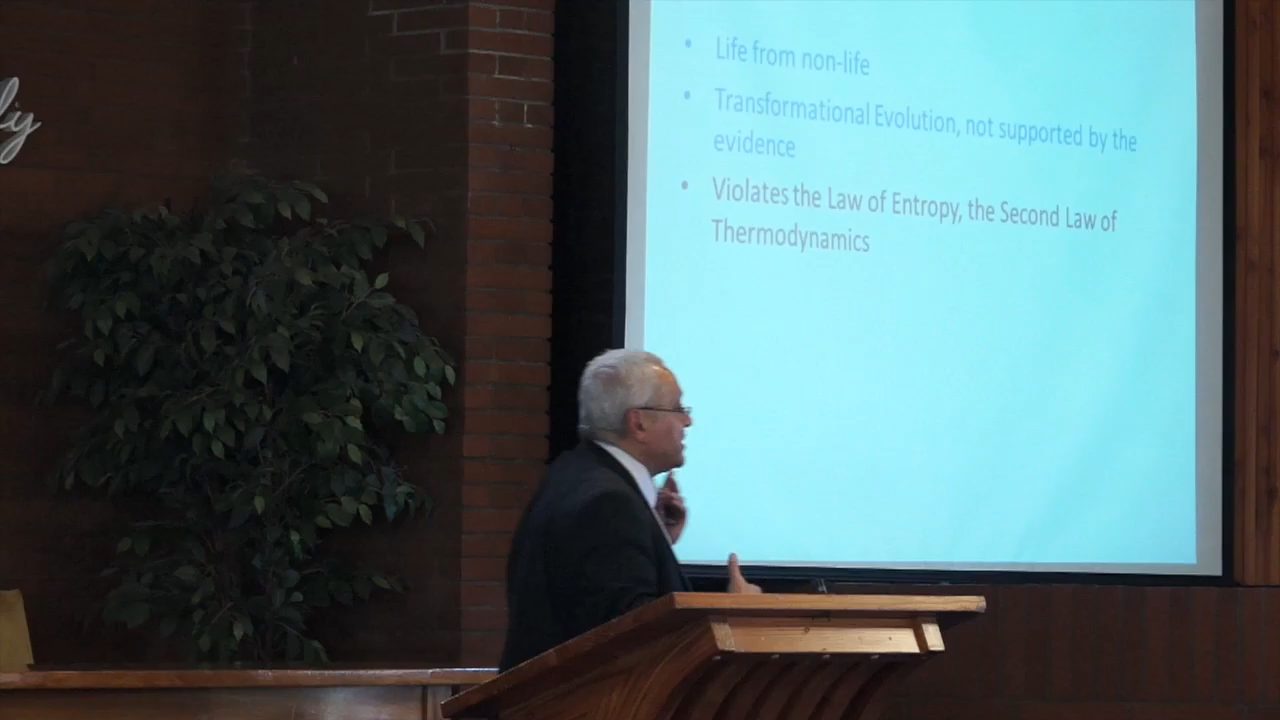 • Life from non-life
• Transformational Evolution, not supported by the
evidence
• Violates the Law of Entropy, the Second Law of
Thermodynamics